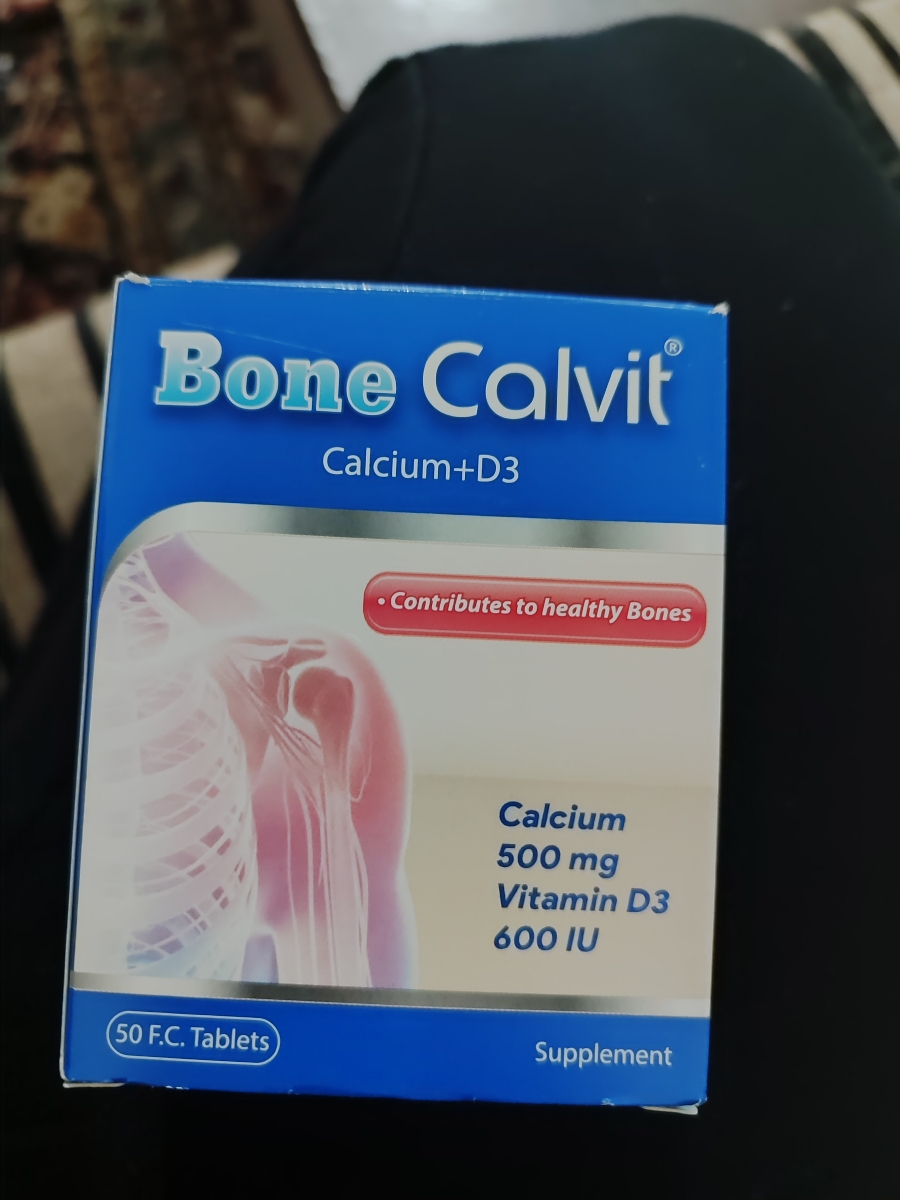 Bone Calvit®
Calcium+D3
• Contributes to healthy Bones
Calcium
500 mg
Vitamin D3
600 IU
50 F.C. Tablets
Supplement